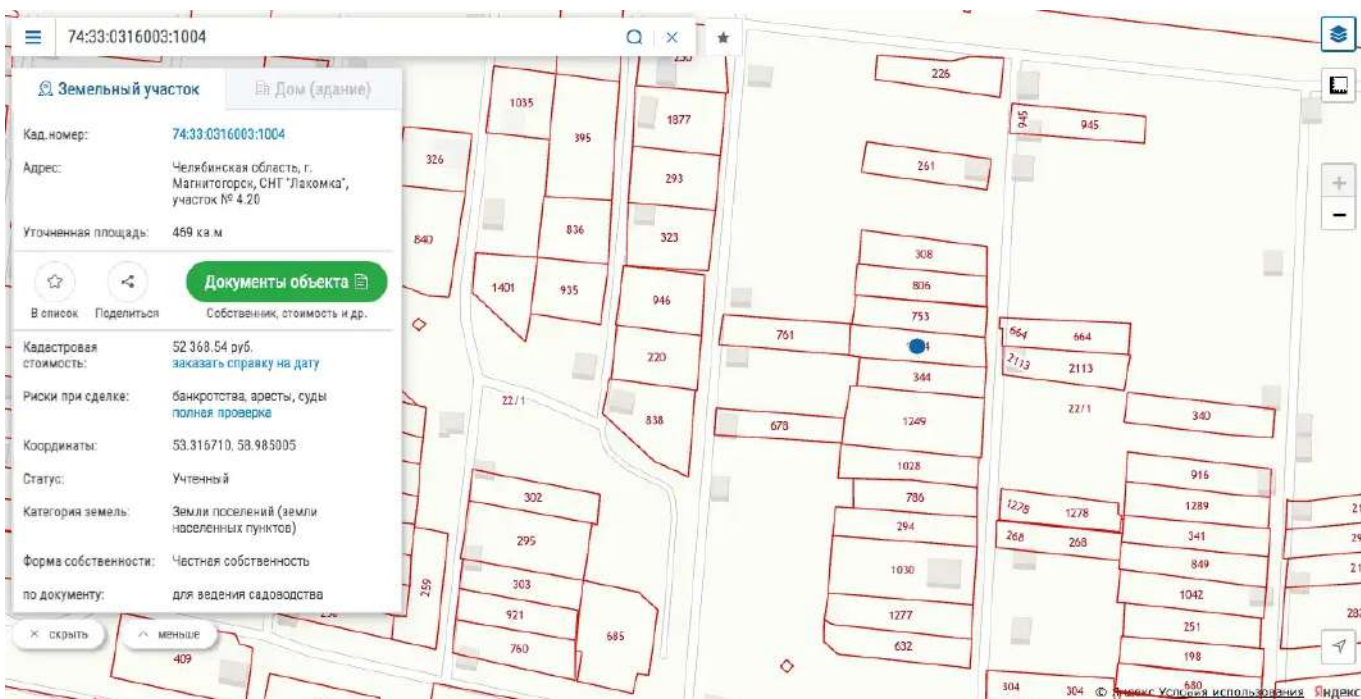 74:33:0316003:1004
Земельный участок
Дом (здание)
Кад.номер:
74:33:0316003:1004
Адрес:
Челябинская область, г.
Магнитогорск, СНТ "Лакомка",
участок № 4.20
Уточненная площадь:
469 кв.м
Документы объекта
В список
Поделиться
Собственник, стоимость и др.
Кадастровая
стоимость:
52 368.54 руб.
заказать справку на дату
Риски при сделке:
банкротства, аресты, суды
полная проверка
Координаты:
53.316710, 58.985005
Статус:
Учтенный
Категория земель:
Земли поселений (земли
населенных пунктов)
Форма собственности:
Частная собственность
по документу:
для ведения садоводства
скрыть
меньше
409
326
840
259
1035
395
836
1401
935
22/1
302
295
303
921
760
685
1877
293
323
946
220
838
761
678
226
261
308
806
753
344
1249
1028
786
294
1030
1277
632
945
945
664
664
2113
2113
22/1
340
1278
1278
268
268
916
1289
341
849
1042
251
198
680
304
304
© Яндекс Условия использования Яндекс